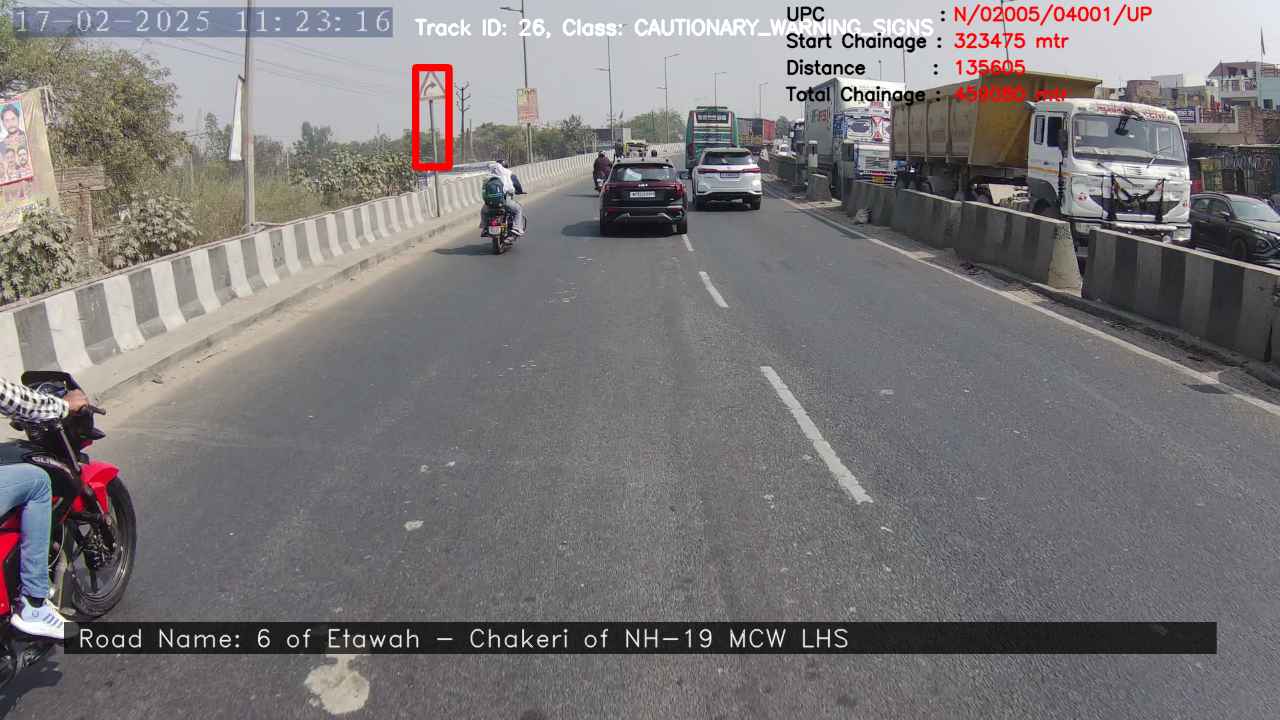 17-02-2025 11:23:16
Track ID: 26, Class: CAUTIONARY_WARNING_SIGNS
UPC : N/02005/04001/UP
Start Chainage : 323475 mtr
Distance : 135605
Total Chainage : 459080 mtr
Road Name: 6 of Etawah - Chakeri of NH-19 MCW LHS